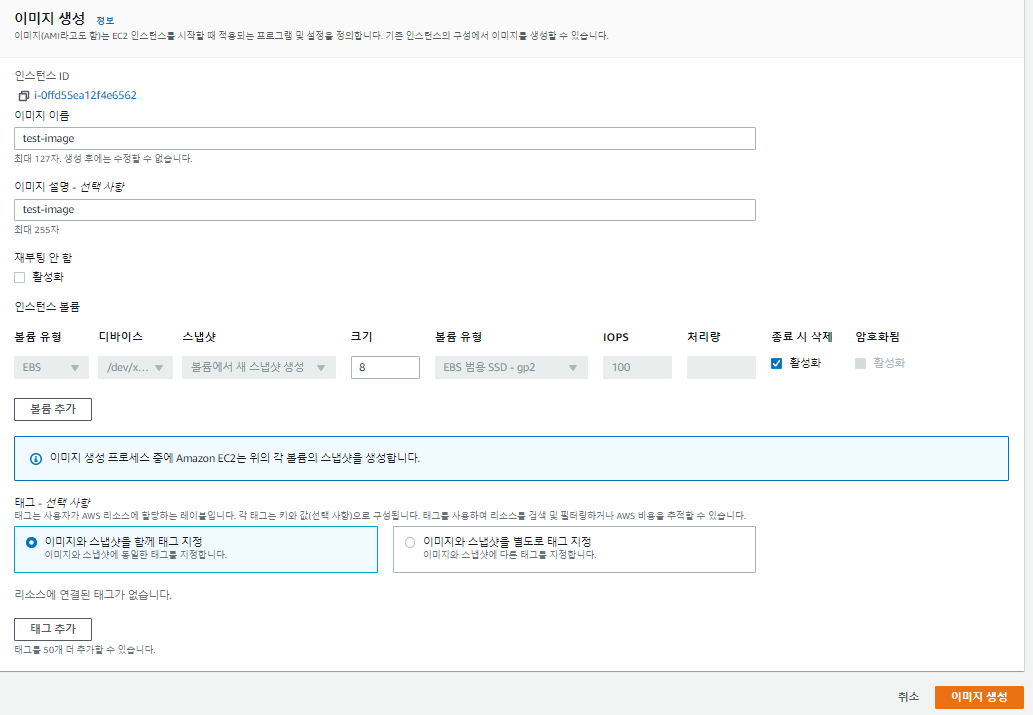 이미지 생성 정보
이미지(AMI라고도 함)는 EC2 인스턴스를 시작할 때 적용되는 프로그램 및 설정을 정의합니다. 기존 인스턴스의 구성에서 이미지를 생성할 수 있습니다.
인스턴스 ID
i-0ffd55ea12f4e6562
이미지 이름
test-image
최대 127자. 생성 후에는 수정할 수 없습니다.
이미지 설명 - 선택 사항
test-image
최대 255자
재부팅 안 함
활성화
인스턴스 볼륨
볼륨 유형 디바이스 스냅샷 크기 볼륨 유형 IOPS 처리량 종료 시 삭제 암호화됨
EBS /dev/x... 볼륨에서 새 스냅샷 생성 8 EBS 범용 SSD - gp2 100 활성화 활성화
볼륨 추가
이미지 생성 프로세스 중에 Amazon EC2는 위의 각 볼륨의 스냅샷을 생성합니다.
태그 - 선택 사항
태그는 사용자가 AWS 리소스에 할당하는 레이블입니다. 각 태그는 키와 값(선택 사항)으로 구성됩니다. 태그를 사용하여 리소스를 검색 및 필터링하거나 AWS 비용을 추적할 수 있습니다.
이미지와 스냅샷을 함께 태그 지정 이미지와 스냅샷을 별도로 태그 지정
이미지와 스냅샷에 동일한 태그를 지정합니다. 이미지와 스냅샷에 다른 태그를 지정합니다.
리소스에 연결된 태그가 없습니다.
태그 추가
태그를 50개 더 추가할 수 있습니다.
취소 이미지 생성